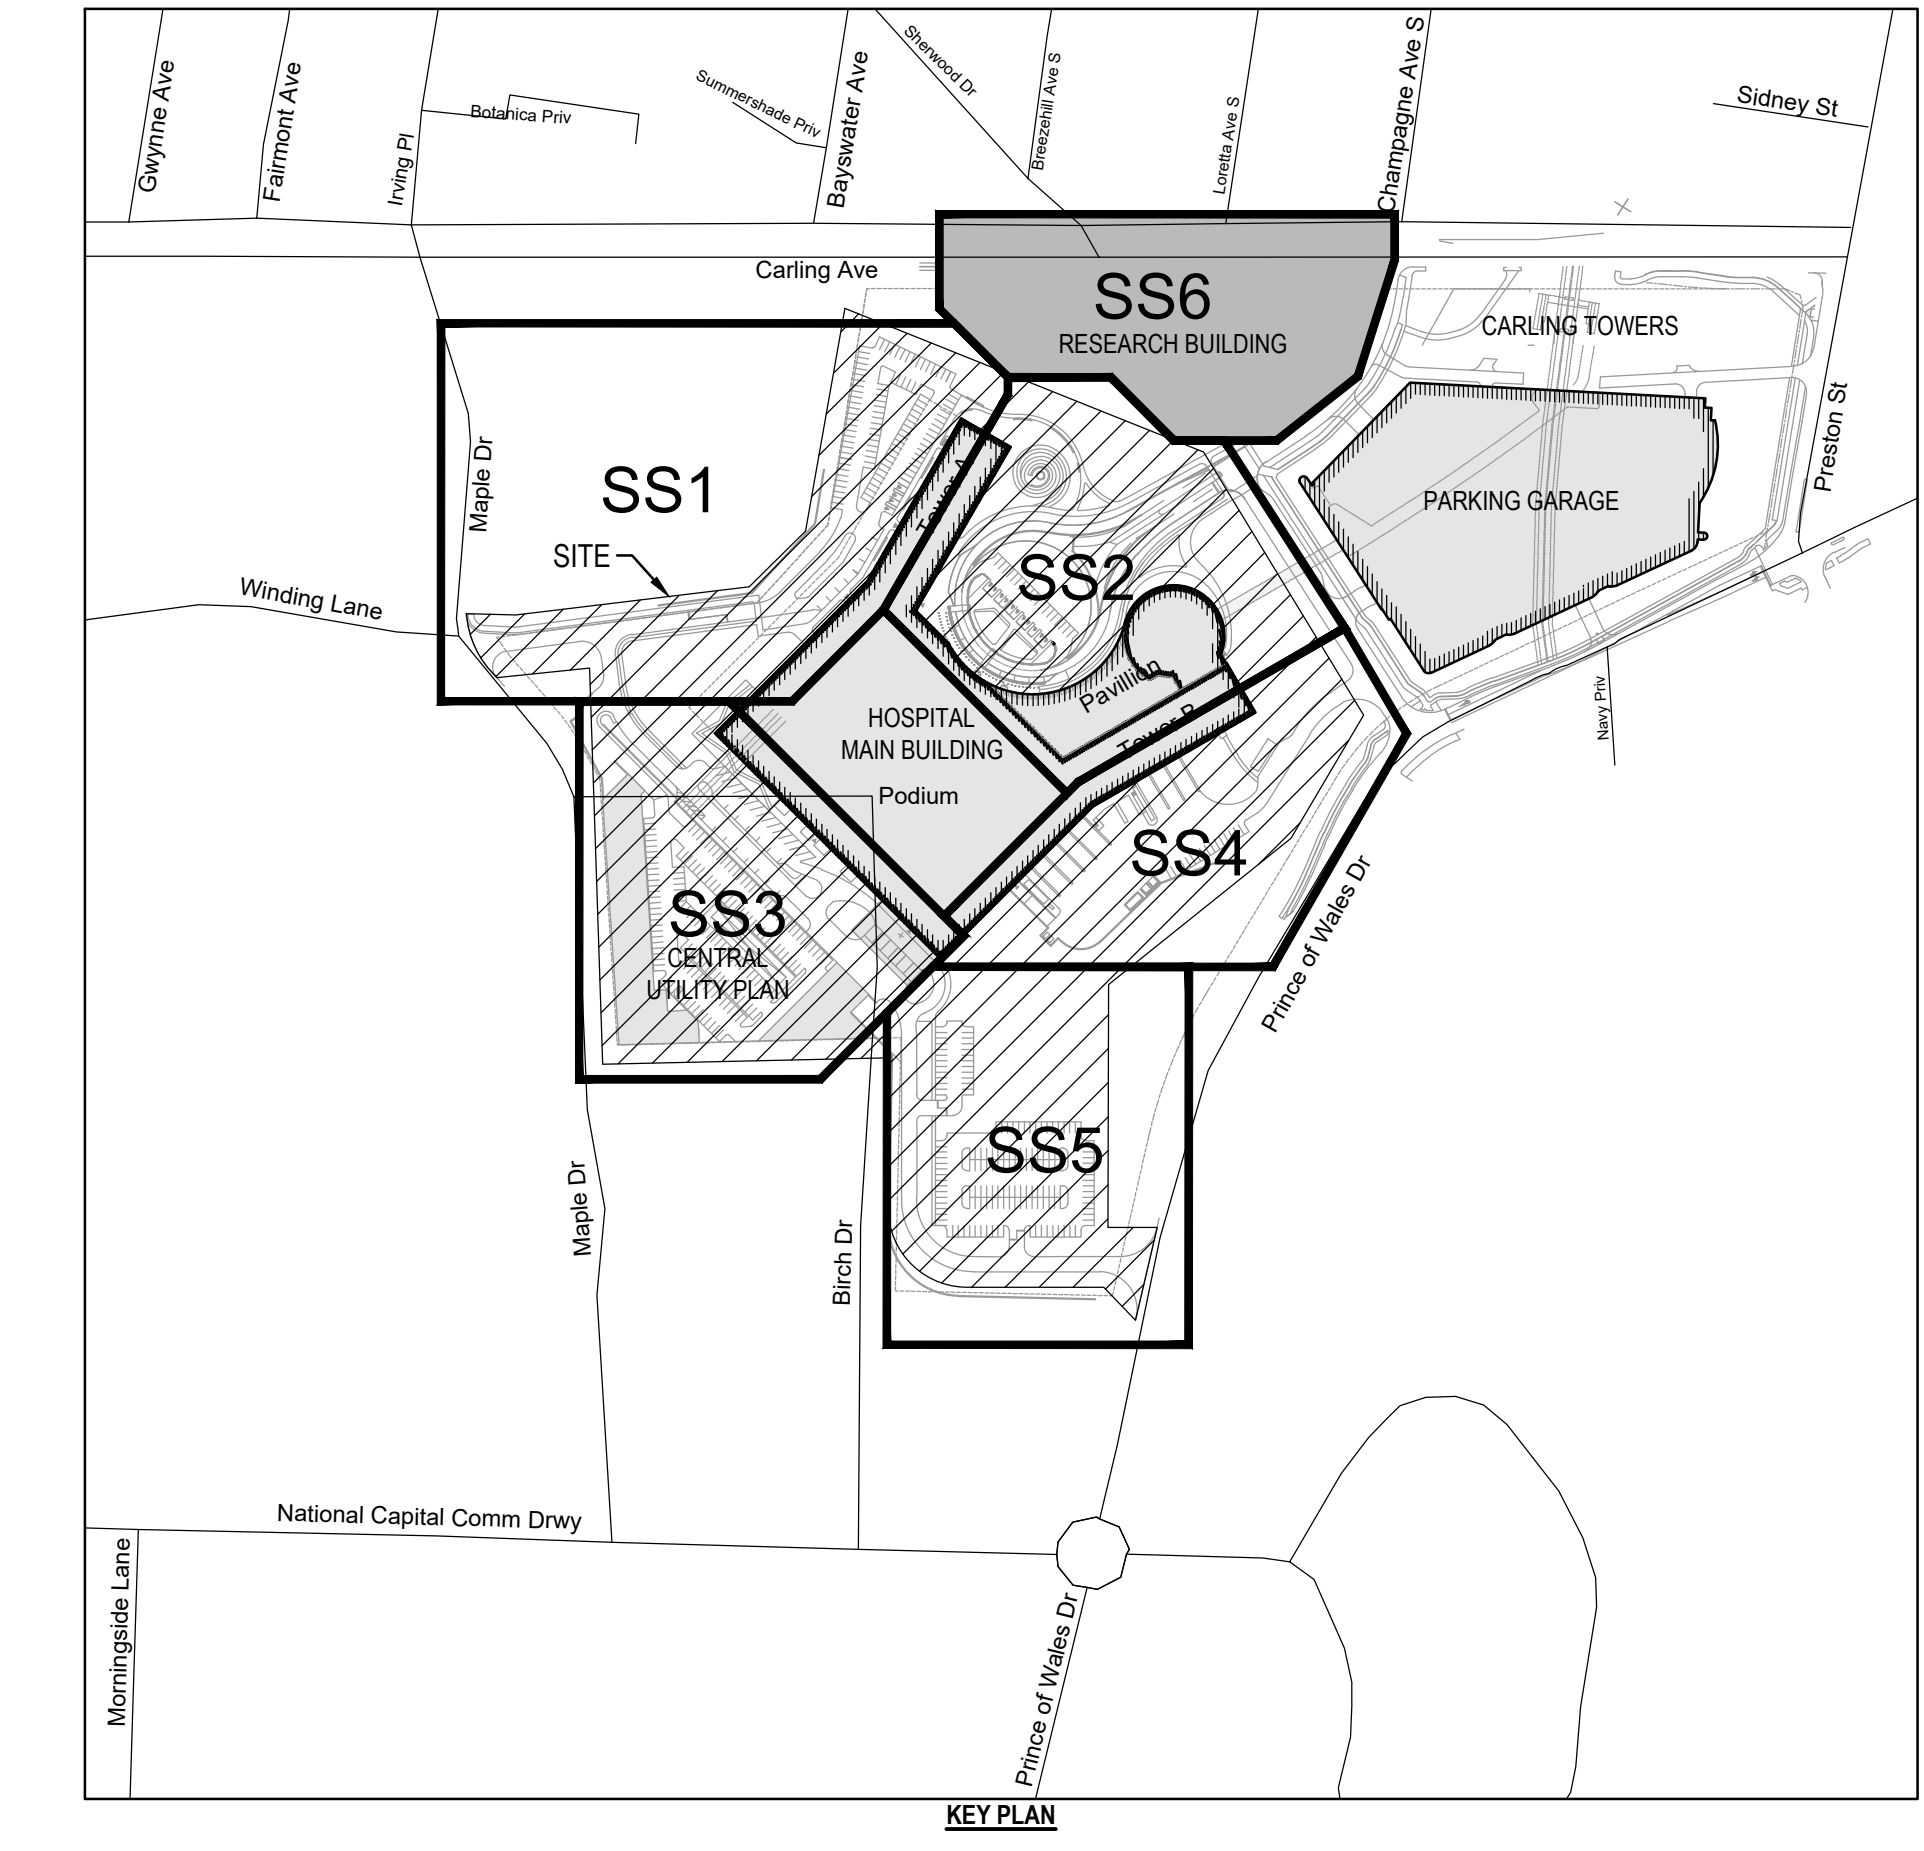 Gwynne Ave
Fairmont Ave
Irving Pl
Botanica Priv
Summershade Priv
Bayswater Ave
Sherwood Dr
Breezehill Ave S
Loretta Ave S
Champagne Ave S
Sidney St
Carling Ave
SS6
RESEARCH BUILDING
CARLING TOWERS
Preston St
Maple Dr
SS1
Tower A
PARKING GARAGE
SITE
SS2
Winding Lane
Pavillion
Tower B
Navy Priv
HOSPITAL
MAIN BUILDING
Podium
SS4
SS3
CENTRAL
UTILITY PLAN
Prince of Wales Dr
SS5
Maple Dr
Birch Dr
National Capital Comm Drwy
Morningside Lane
Prince of Wales Dr
KEY PLAN